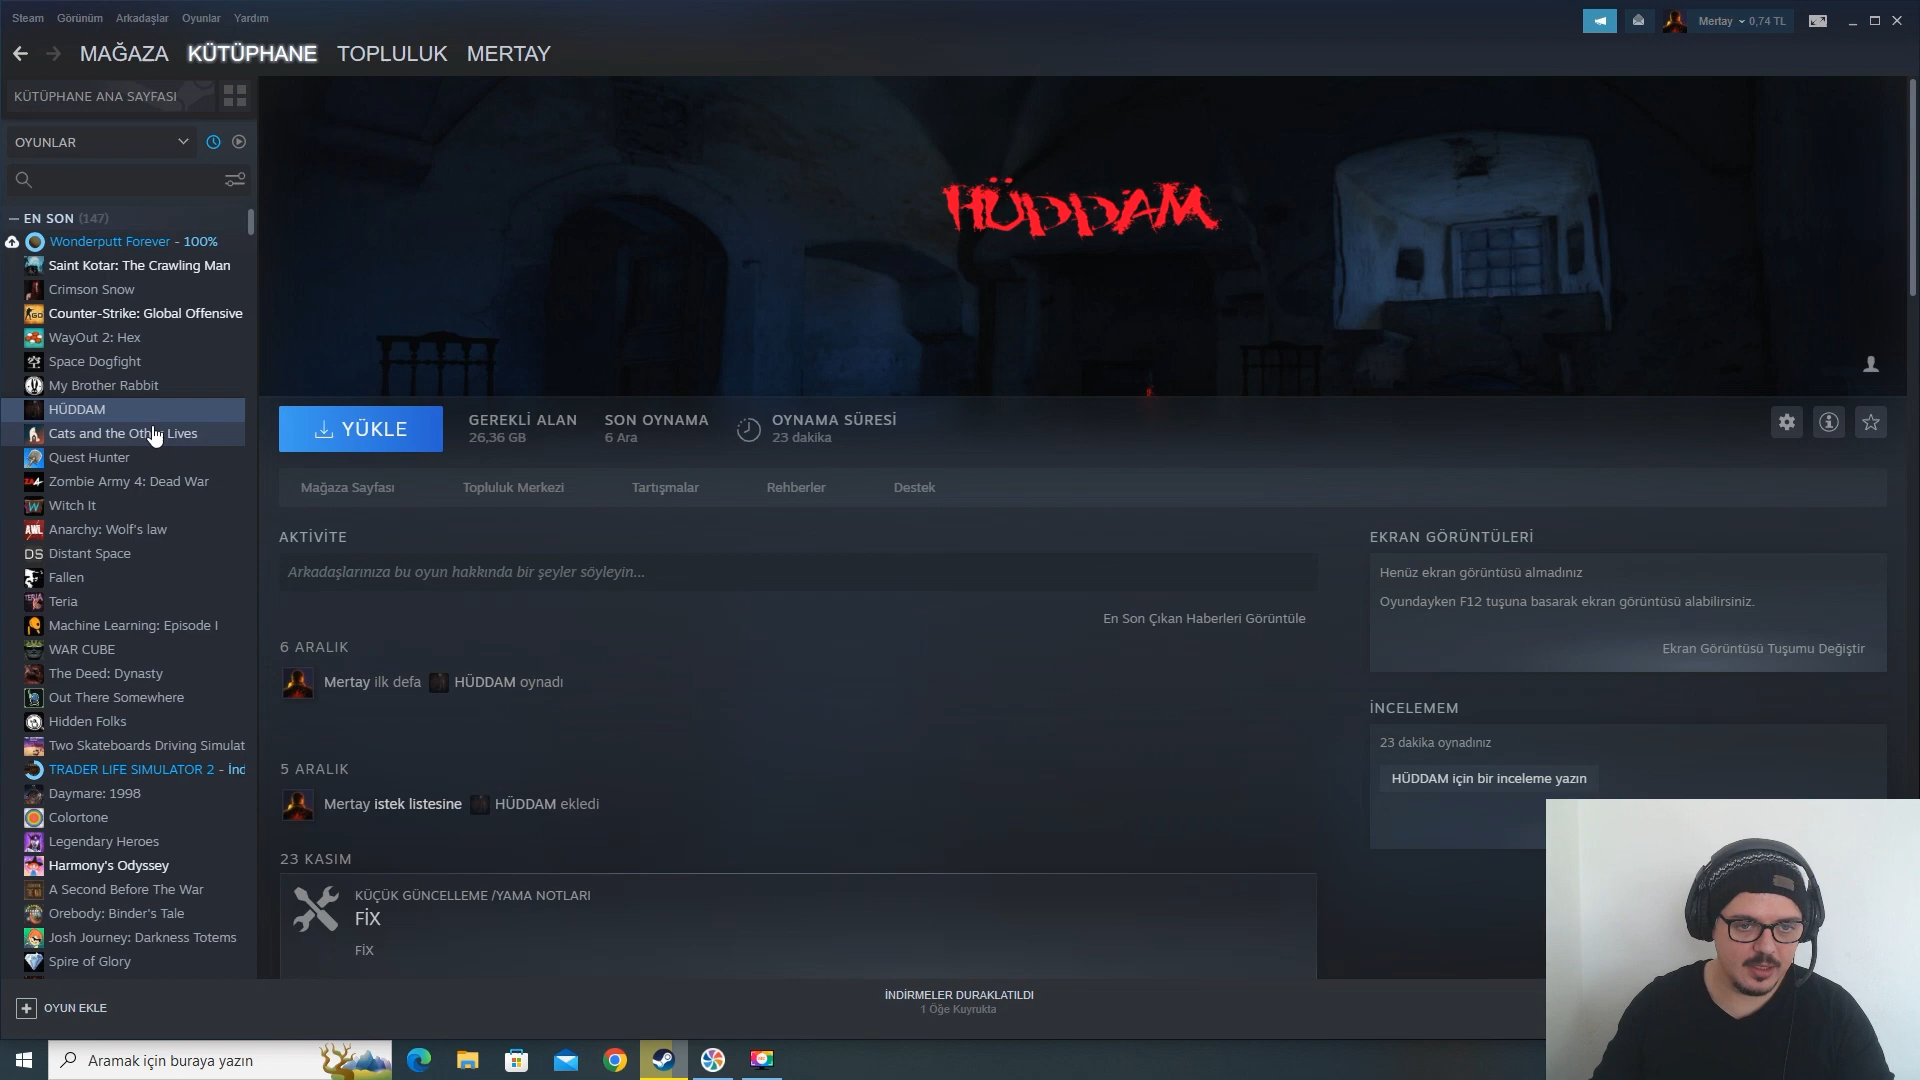 Steam Görünüm Arkadaşlar Oyunlar Yardım
Mertay 0,74 TL
MAĞAZA KÜTÜPHANE TOPLULUK MERTAY
KÜTÜPHANE ANA SAYFASI
OYUNLAR
EN SON (147)
Wonderputt Forever - 100%
Saint Kotar: The Crawling Man
Crimson Snow
Counter-Strike: Global Offensive
WayOut 2: Hex
Space Dogfight
My Brother Rabbit
HÜDDAM
Cats and the Other Lives
Quest Hunter
Zombie Army 4: Dead War
Witch It
Anarchy: Wolf's law
Distant Space
Fallen
Teria
Machine Learning: Episode I
WAR CUBE
The Deed: Dynasty
Out There Somewhere
Hidden Folks
Two Skateboards Driving Simulat
TRADER LIFE SIMULATOR 2 - İnd
Daymare: 1998
Colortone
Legendary Heroes
Harmony's Odyssey
A Second Before The War
Orebody: Binder's Tale
Josh Journey: Darkness Totems
Spire of Glory
OYUN EKLE
HÜDDAM
YÜKLE
GEREKLİ ALAN
26,36 GB
SON OYNAMA
6 Ara
OYNAMA SÜRESİ
23 dakika
Mağaza Sayfası Topluluk Merkezi Tartışmalar Rehberler Destek
AKTİVİTE
Arkadaşlarınıza bu oyun hakkında bir şeyler söyleyin...
En Son Çıkan Haberleri Görüntüle
6 ARALIK
Mertay ilk defa HÜDDAM oynadı
5 ARALIK
Mertay istek listesine HÜDDAM ekledi
23 KASIM
KÜÇÜK GÜNCELLEME /YAMA NOTLARI
FİX
FİX
EKRAN GÖRÜNTÜLERİ
Henüz ekran görüntüsü almadınız
Oyundayken F12 tuşuna basarak ekran görüntüsü alabilirsiniz.
Ekran Görüntüsü Tuşumu Değiştir
İNCELEMEM
23 dakika oynadınız
HÜDDAM için bir inceleme yazın
İNDİRMELER DURAKLATILDI
1 Öğe Kuyrukta
Aramak için buraya yazın